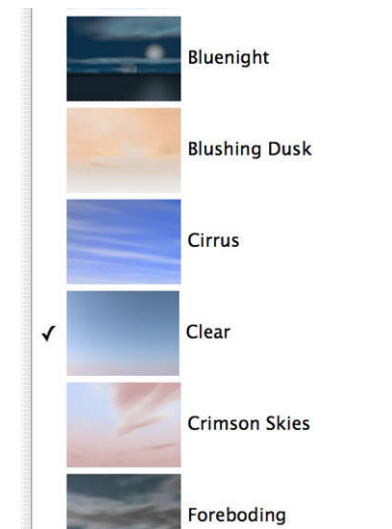 Bluenight
Blushing Dusk
Cirrus
Clear
Crimson Skies
Foreboding